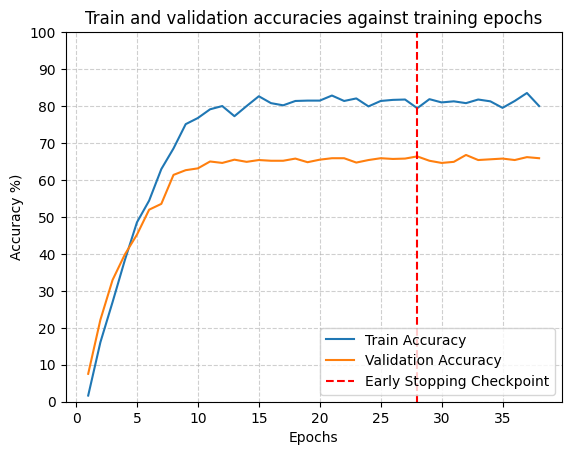 Train and validation accuracies against training epochs
Accuracy %)
100
90
80
70
60
50
40
30
20
10
0
0 5 10 15 20 25 30 35
Epochs
Train Accuracy
Validation Accuracy
Early Stopping Checkpoint